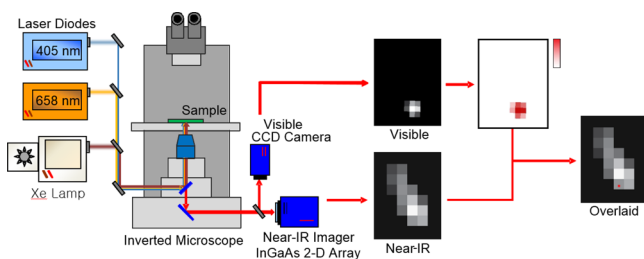 Laser Diodes
405 nm
658 nm
Xe Lamp
Sample
Inverted Microscope
Visible
CCD Camera
Near-IR Imager
InGaAs 2-D Array
Visible
Near-IR
Overlaid